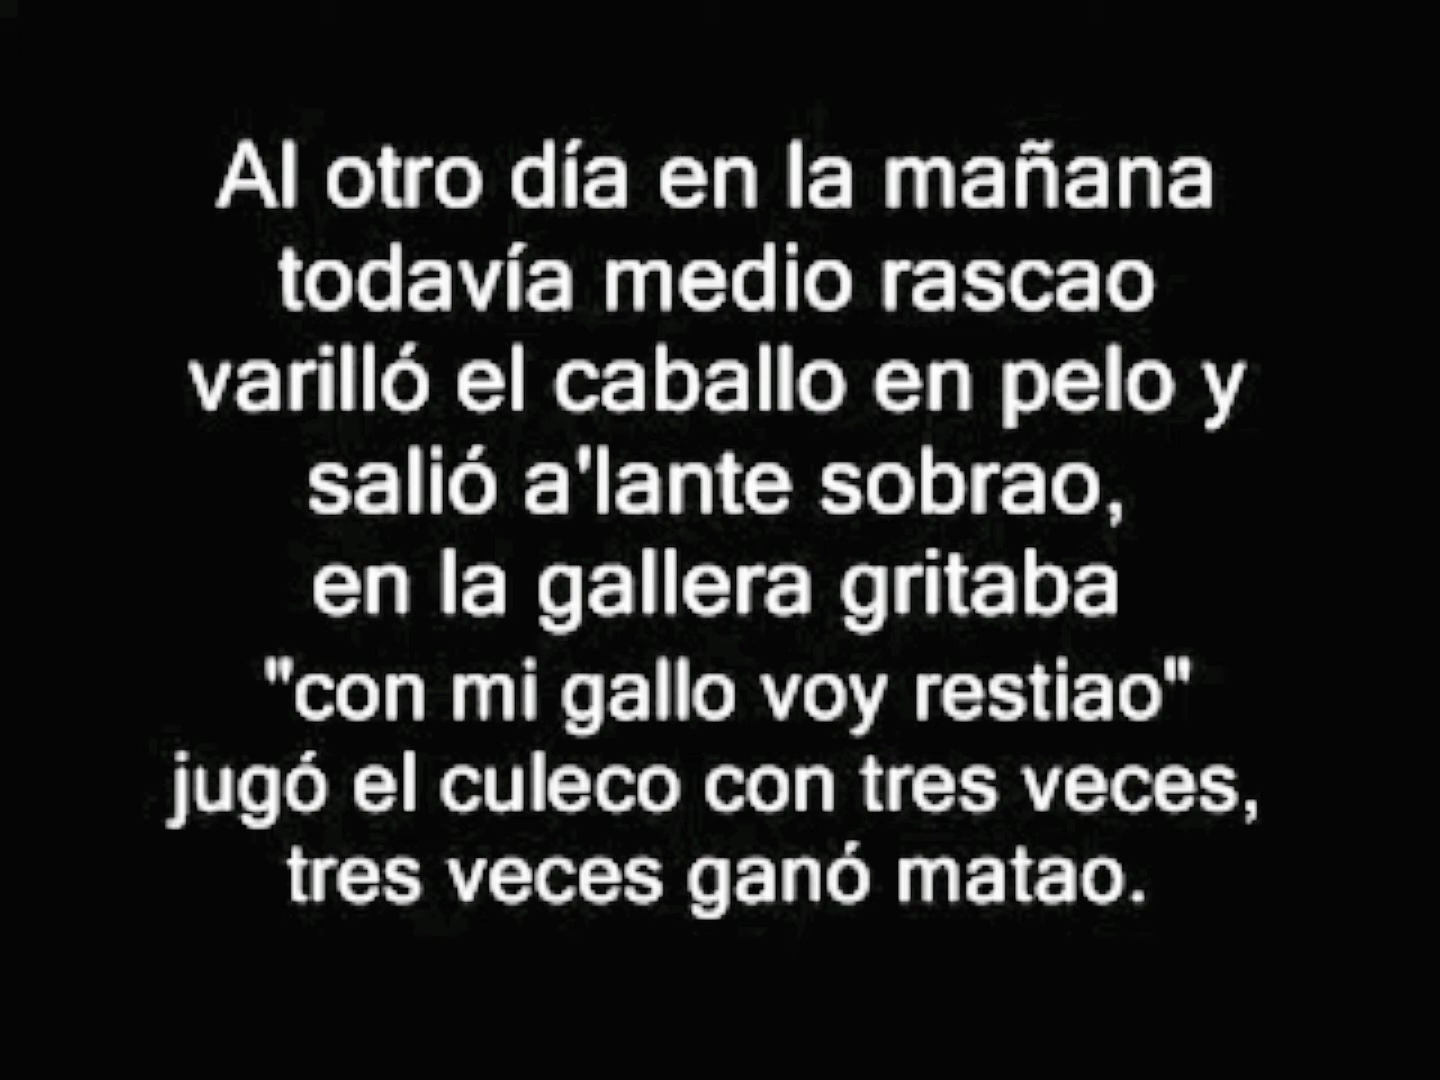 Al otro día en la mañana
todavía medio rascao
varilló el caballo en pelo y
salió a'lante sobrao,
en la gallera gritaba
"con mi gallo voy restiao"
jugó el culeco con tres veces,
tres veces ganó matao.